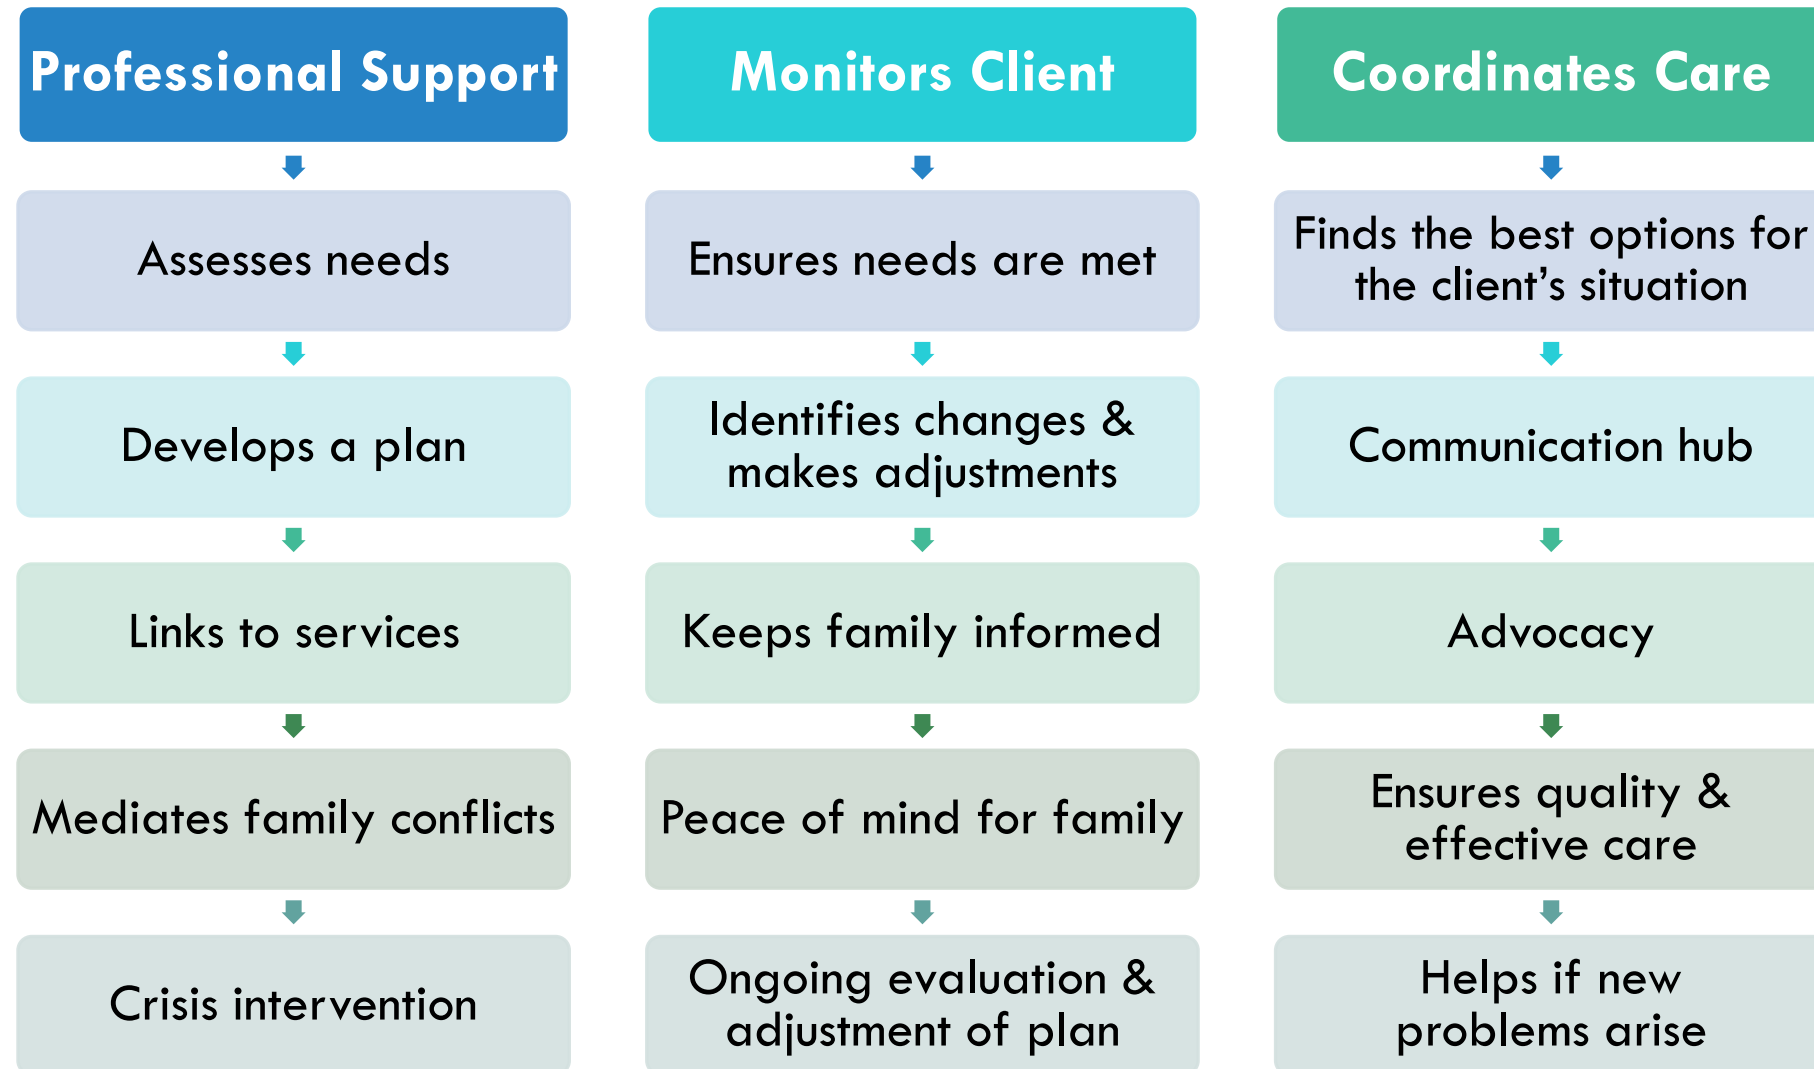 Professional Support
Assesses needs
Develops a plan
Links to services
Mediates family conflicts
Crisis intervention
Monitors Client
Ensures needs are met
Identifies changes &
makes adjustments
Keeps family informed
Peace of mind for family
Ongoing evaluation &
adjustment of plan
Coordinates Care
Finds the best options for
the client’s situation
Communication hub
Advocacy
Ensures quality &
effective care
Helps if new
problems arise